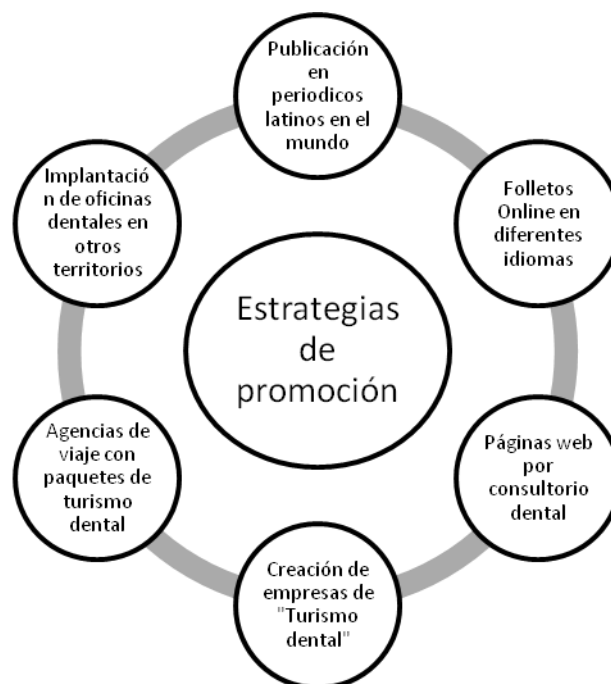 Publicación
en
periodicos
latinos en el
mundo
Folletos
Online en
diferentes
idiomas
Páginas web
por
consultorio
dental
Creación de
empresas de
"Turismo
dental"
Agencias de
viaje con
paquetes de
turismo
dental
Implantació
n de oficinas
dentales en
otros
territorios
Estrategias
de
promoción